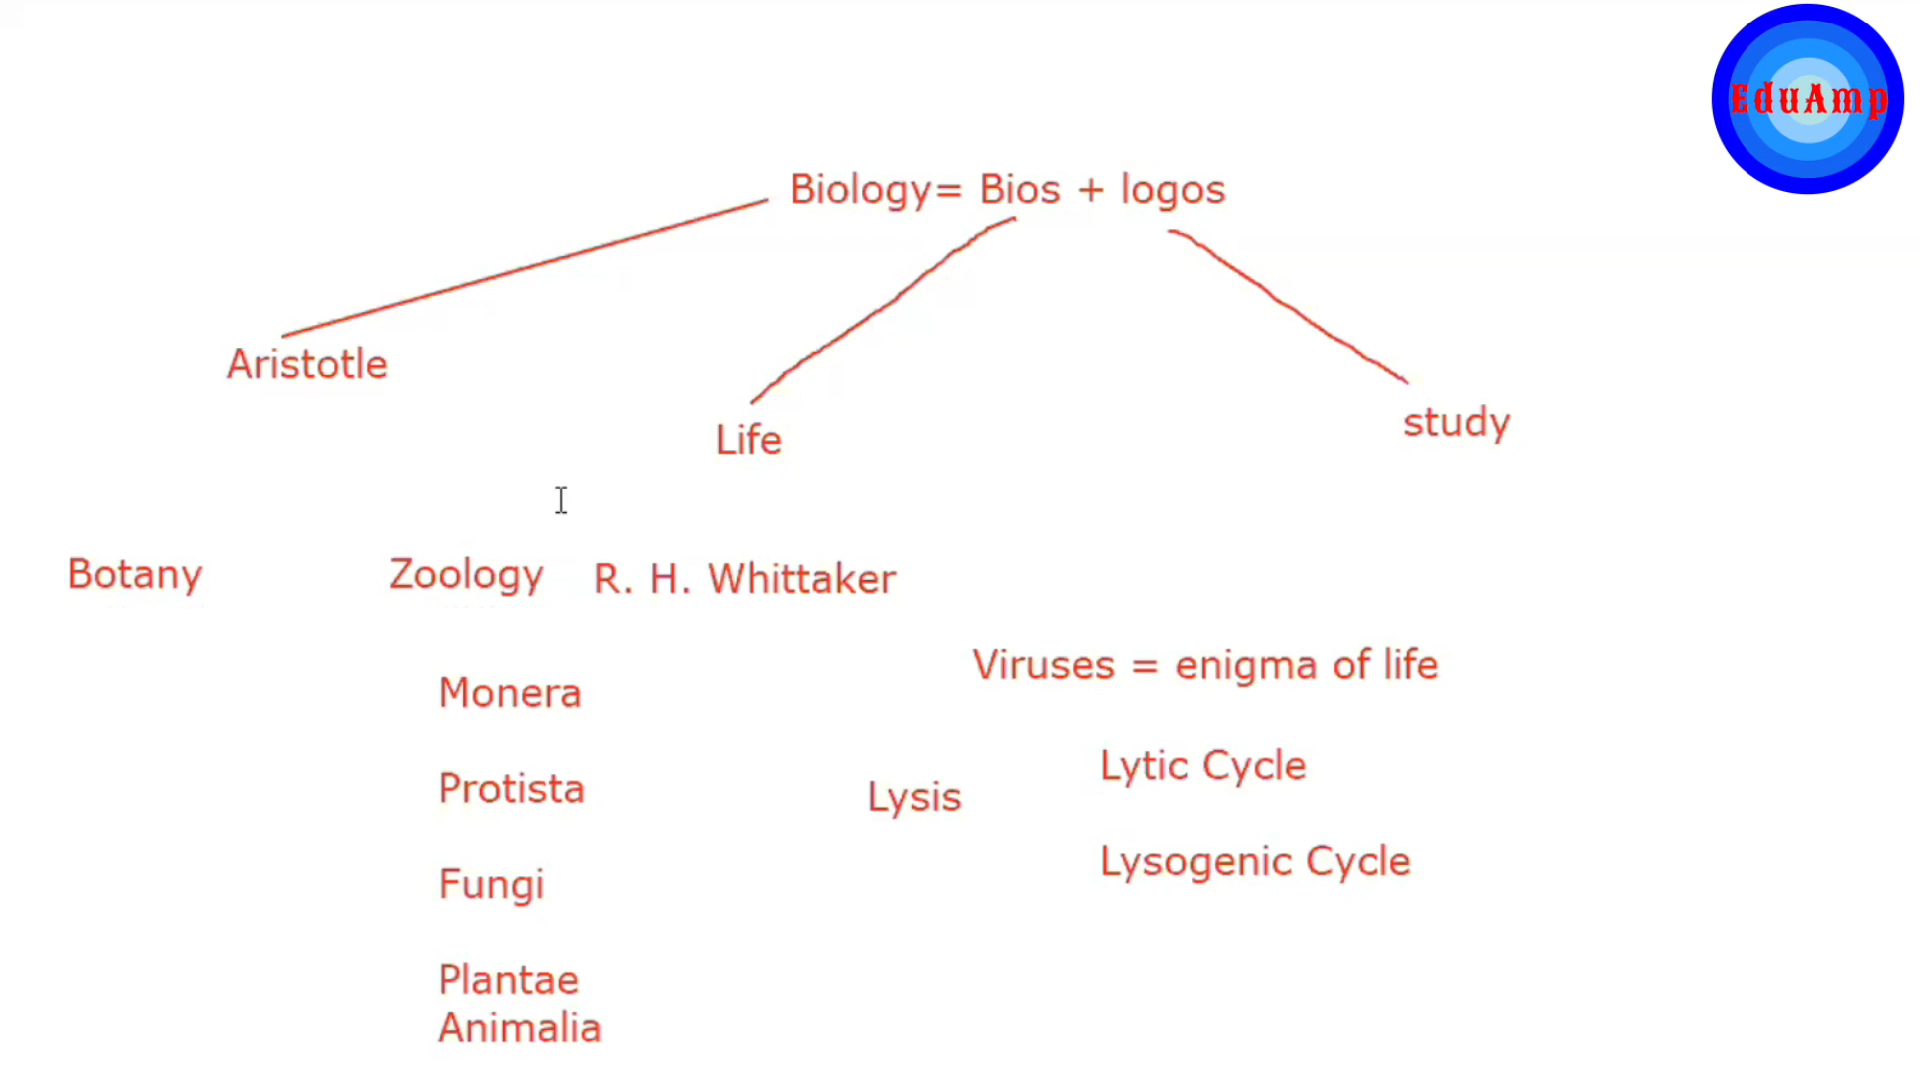 EduAmp
Biology= Bios + logos
Aristotle
Life
study
Botany
Zoology
R. H. Whittaker
Viruses = enigma of life
Monera
Lytic Cycle
Protista
Lysis
Lysogenic Cycle
Fungi
Plantae
Animalia